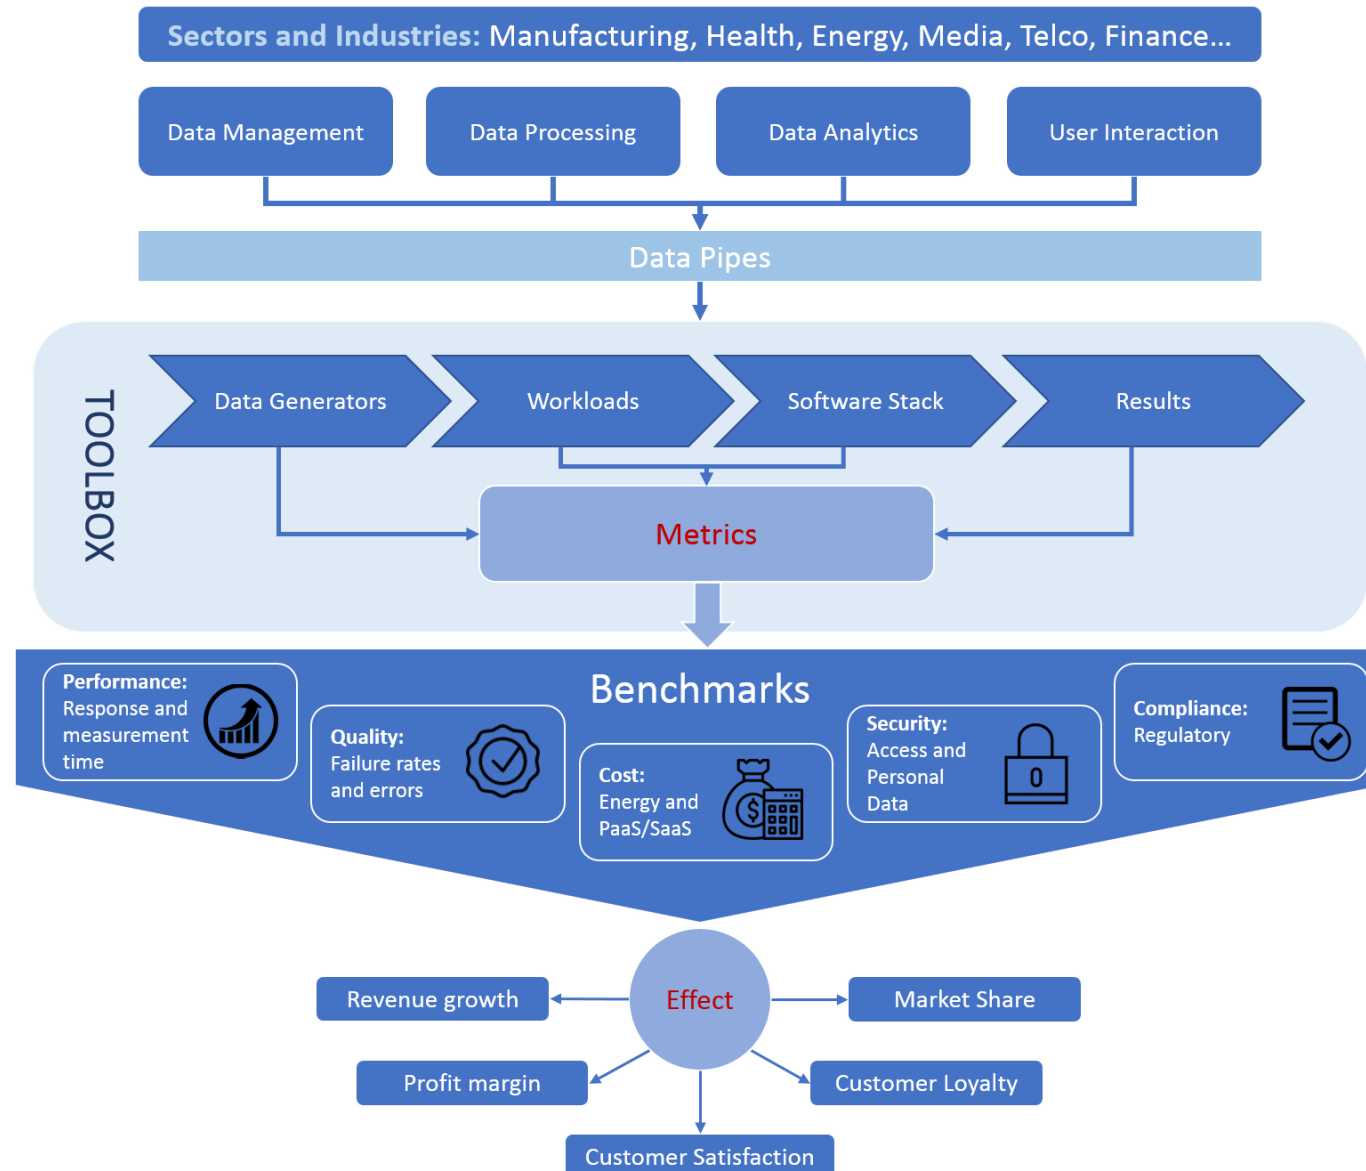 Sectors and Industries: Manufacturing, Health, Energy, Media, Telco, Finance...
Data Management
Data Processing
Data Analytics
User Interaction
Data Pipes
TOOLBOX
Data Generators
Workloads
Software Stack
Results
Metrics
Benchmarks
Performance:
Response and
measurement
time
Quality:
Failure rates
and errors
Cost:
Energy and
PaaS/SaaS
$
Security:
Access and
Personal
Data
0
Compliance:
Regulatory
Effect
Revenue growth
Market Share
Profit margin
Customer Loyalty
Customer Satisfaction